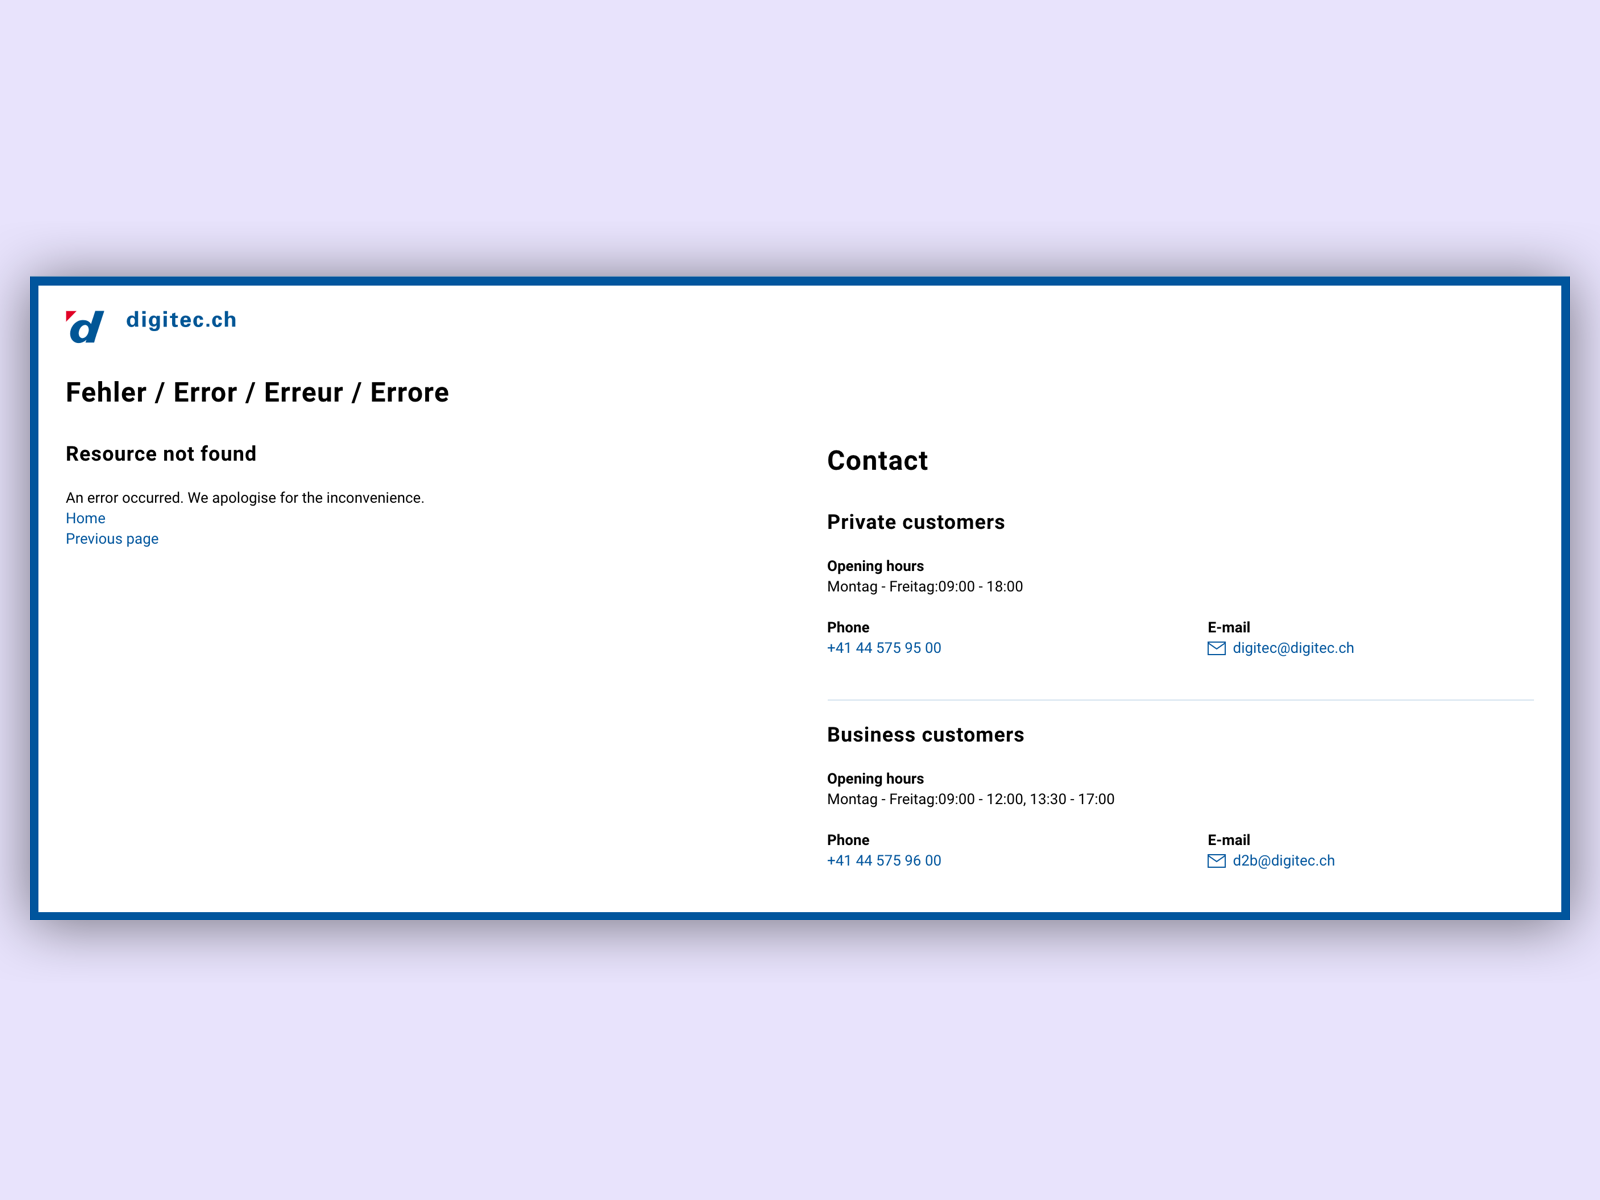 digitec.ch
Fehler / Error / Erreur / Errore
Resource not found
An error occurred. We apologise for the inconvenience.
Home
Previous page
Contact
Private customers
Opening hours
Montag - Freitag:09:00 - 18:00
Phone
+41 44 575 95 00
E-mail
digitec@digitec.ch
Business customers
Opening hours
Montag - Freitag:09:00 - 12:00, 13:30 - 17:00
Phone
+41 44 575 96 00
E-mail
d2b@digitec.ch